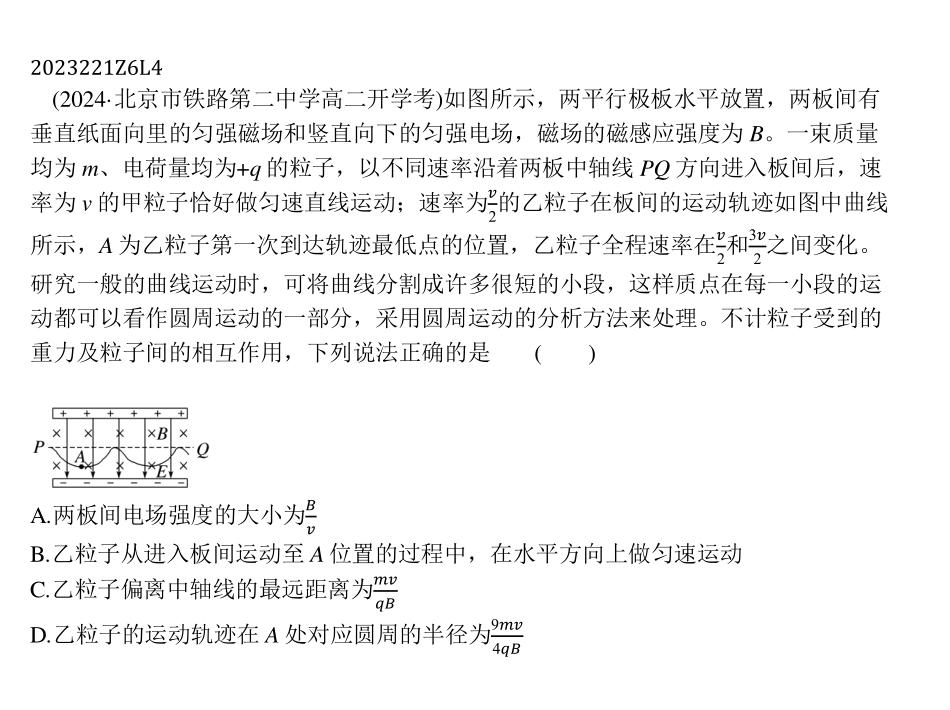 2023221Z6L4
(2024·北京市铁路第二中学高二开学考)如图所示，两平行极板水平放置，两板间有
垂直纸面向里的匀强磁场和竖直向下的匀强电场，磁场的磁感应强度为 B。一束质量
均为 m、电荷量均为+q 的粒子，以不同速率沿着两板中轴线 PQ 方向进入板间后，速
率为 v 的甲粒子恰好做匀速直线运动；速率为v/2的乙粒子在板间的运动轨迹如图中曲线
所示，A 为乙粒子第一次到达轨迹最低点的位置，乙粒子全程速率在v/2和3v/2之间变化。
研究一般的曲线运动时，可将曲线分割成许多很短的小段，这样质点在每一小段的运
动都可以看作圆周运动的一部分，采用圆周运动的分析方法来处理。不计粒子受到的
重力及粒子间的相互作用，下列说法正确的是 ( )
+ + + + + +
× × × ×B ×
P Q
A
× × × × ×
E
− − − − − −
A.两板间电场强度的大小为B/v
B.乙粒子从进入板间运动至 A 位置的过程中，在水平方向上做匀速运动
C.乙粒子偏离中轴线的最远距离为mv/qB
D.乙粒子的运动轨迹在 A 处对应圆周的半径为9mv/4qB